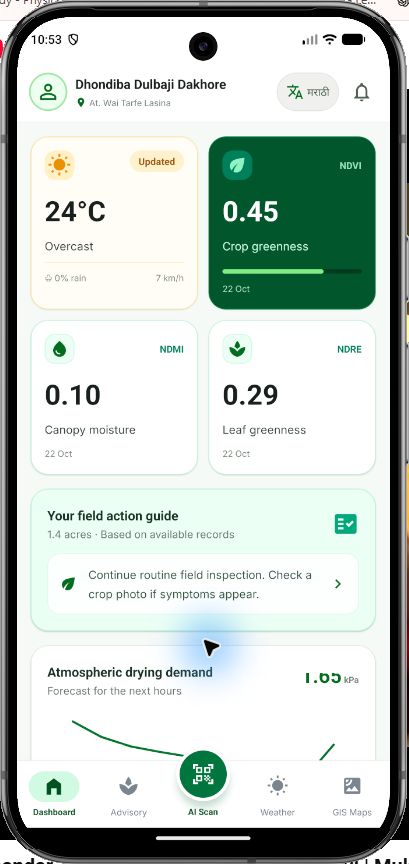 10:53
Dhondiba Dulbaji Dakhore
At. Wai Tarfe Lasina
मराठी
Updated
24°C
Overcast
0% rain
7 km/h
NDVI
0.45
Crop greenness
22 Oct
NDMI
0.10
Canopy moisture
22 Oct
NDRE
0.29
Leaf greenness
22 Oct
Your field action guide
1.4 acres · Based on available records
Continue routine field inspection. Check a
crop photo if symptoms appear.
Atmospheric drying demand
1.65 kPa
Forecast for the next hours
Dashboard
Advisory
AI Scan
Weather
GIS Maps